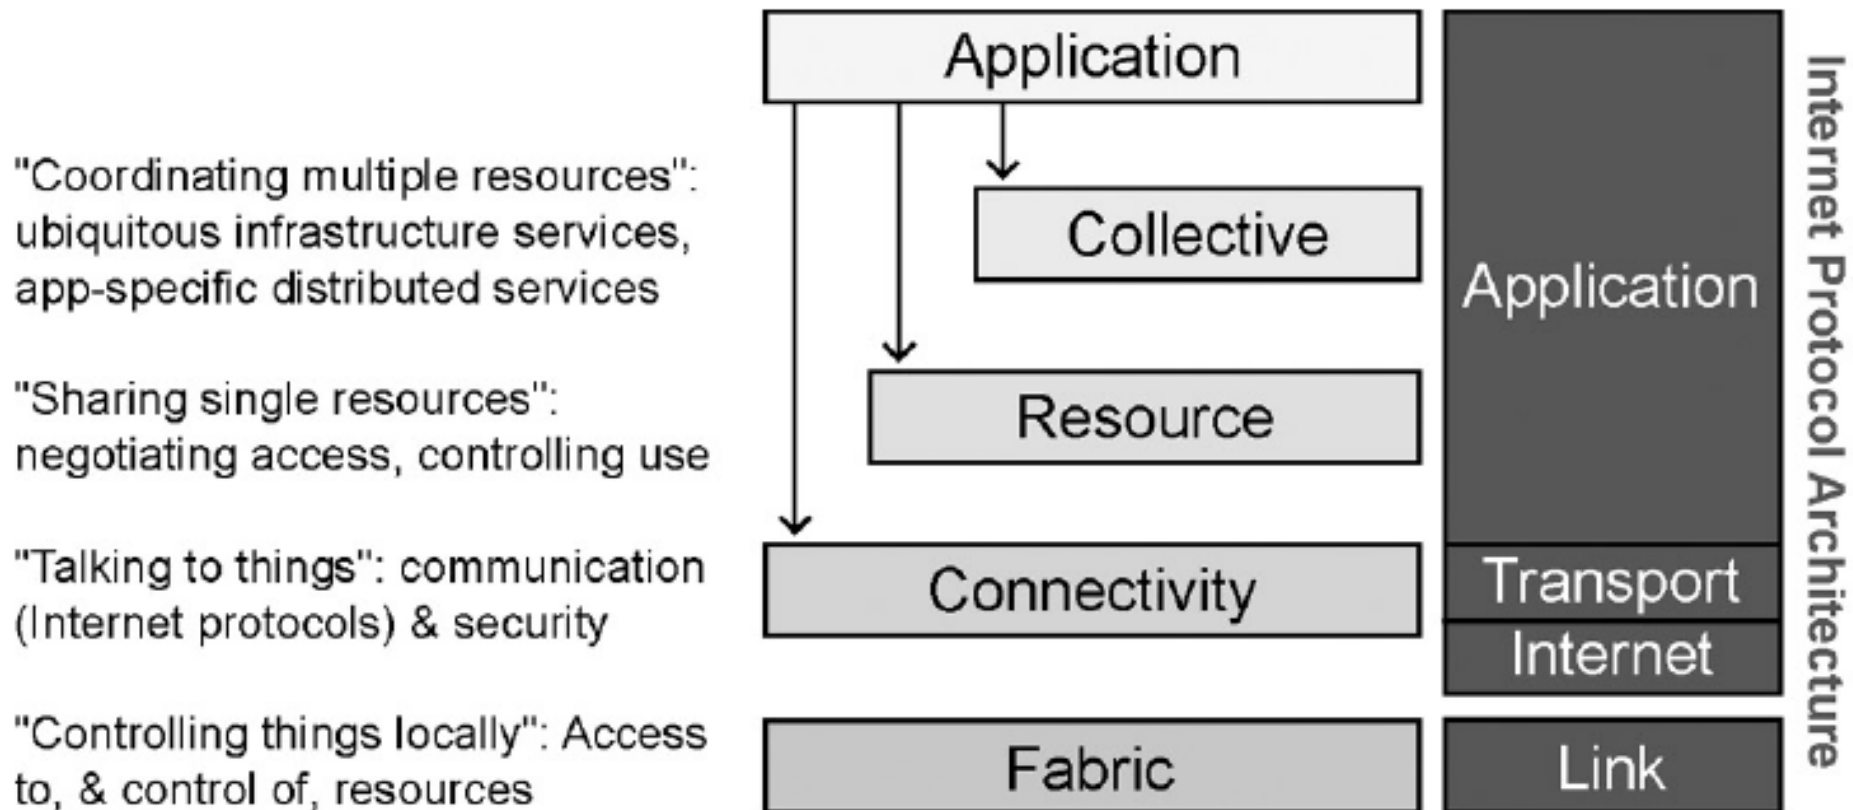 Application
"Coordinating multiple resources":
ubiquitous infrastructure services,
app-specific distributed services
Collective
"Sharing single resources":
negotiating access, controlling use
Resource
"Talking to things": communication
(Internet protocols) & security
Connectivity
"Controlling things locally": Access
to, & control of, resources
Fabric
Application
Transport
Internet
Link
Internet Protocol Architecture